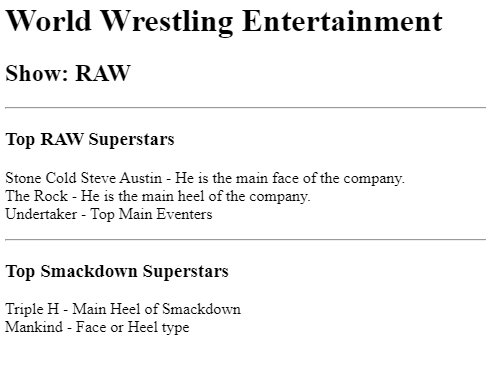 World Wrestling Entertainment
Show: RAW
Top RAW Superstars
Stone Cold Steve Austin - He is the main face of the company.
The Rock - He is the main heel of the company.
Undertaker - Top Main Eventers
Top Smackdown Superstars
Triple H - Main Heel of Smackdown
Mankind - Face or Heel type